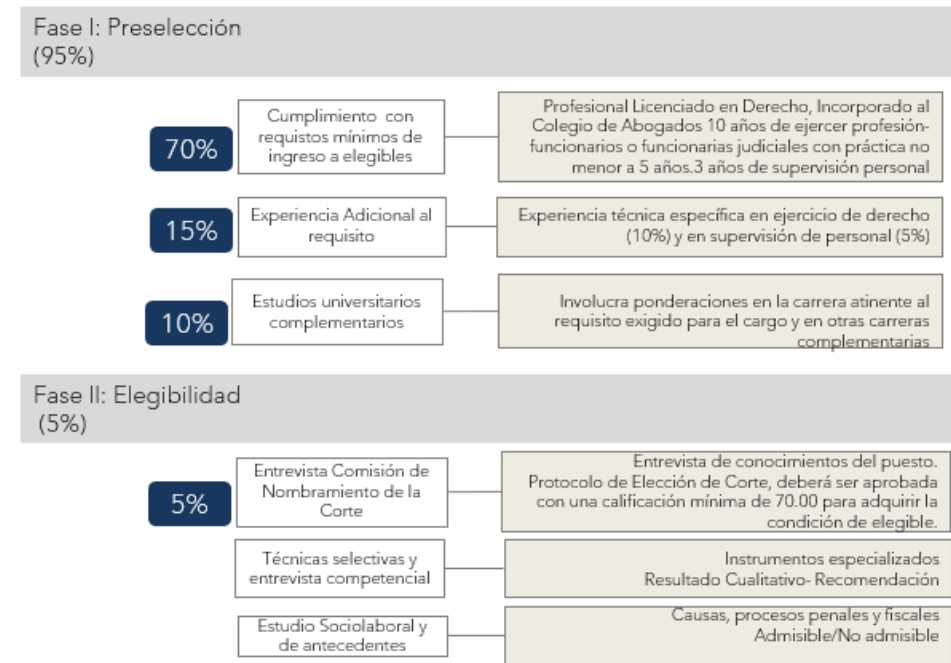 Fase I: Preselección
(95%)
70%
Cumplimiento con
requistos mínimos de
ingreso a elegibles
Profesional Licenciado en Derecho, Incorporado al
Colegio de Abogados 10 años de ejercer profesión-
funcionarios o funcionarias judiciales con práctica no
menor a 5 años.3 años de supervisión personal
15%
Experiencia Adicional al
requisito
Experiencia técnica específica en ejercicio de derecho
(10%) y en supervisión de personal (5%)
10%
Estudios universitarios
complementarios
Involucra ponderaciones en la carrera atinente al
requisito exigido para el cargo y en otras carreras
complementarias
Fase II: Elegibilidad
(5%)
5%
Entrevista Comisión de
Nombramiento de la
Corte
Entrevista de conocimientos del puesto.
Protocolo de Elección de Corte, deberá ser aprobada
con una calificación mínima de 70.00 para adquirir la
condición de elegible.
Técnicas selectivas y
entrevista competencial
Instrumentos especializados
Resultado Cualitativo- Recomendación
Estudio Sociolaboral y
de antecedentes
Causas, procesos penales y fiscales
Admisible/No admisible